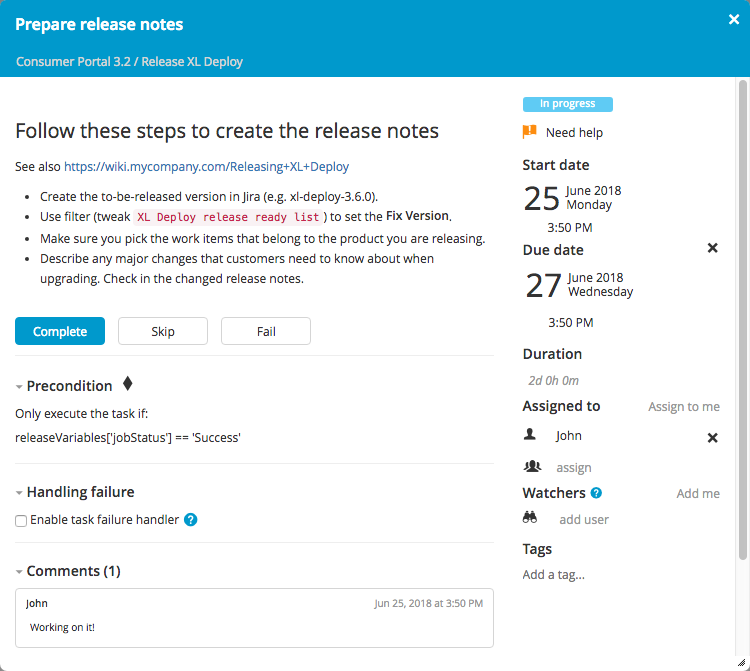 Prepare release notes
Consumer Portal 3.2 / Release XL Deploy
Follow these steps to create the release notes
See also https://wiki.mycompany.com/Releasing+XL+Deploy
• Create the to-be-released version in Jira (e.g. xl-deploy-3.6.0).
• Use filter (tweak XL Deploy release ready list ) to set the Fix Version.
• Make sure you pick the work items that belong to the product you are releasing.
• Describe any major changes that customers need to know about when
upgrading. Check in the changed release notes.
Complete Skip Fail
Precondition
Only execute the task if:
releaseVariables['jobStatus'] == 'Success'
Handling failure
Enable task failure handler ?
Comments (1)
John Jun 25, 2018 at 3:50 PM
Working on it!
In progress
Need help
Start date
25 June 2018
Monday
3:50 PM
Due date
27 June 2018
Wednesday
3:50 PM
Duration
2d 0h 0m
Assigned to Assign to me
John
assign
Watchers ? Add me
add user
Tags
Add a tag...